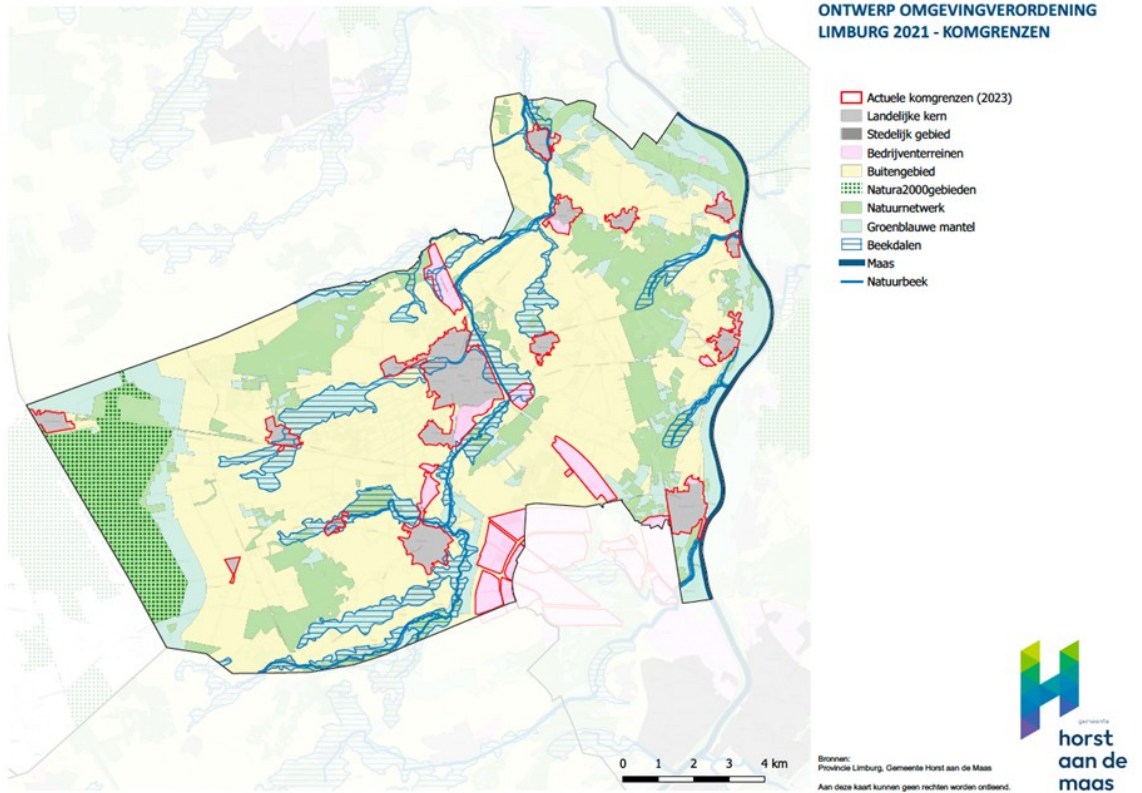 ONTWERP OMGEVINGVERORDENING
LIMBURG 2021 - KOMGRENZEN
Actuele komgrenzen (2023)
Landelijke kern
Stedelijk gebied
Bedrijventerreinen
Buitengebied
Natura2000gebieden
Natuurnetwerk
Groenblauwe mantel
Beekdalen
Maas
Natuurbeek
0 1 2 3 4 km
gemeente
horst
aan de
maas
Bronnen:
Provincie Limburg, Gemeente Horst aan de Maas
Aan deze kaart kunnen geen rechten worden ontleend.